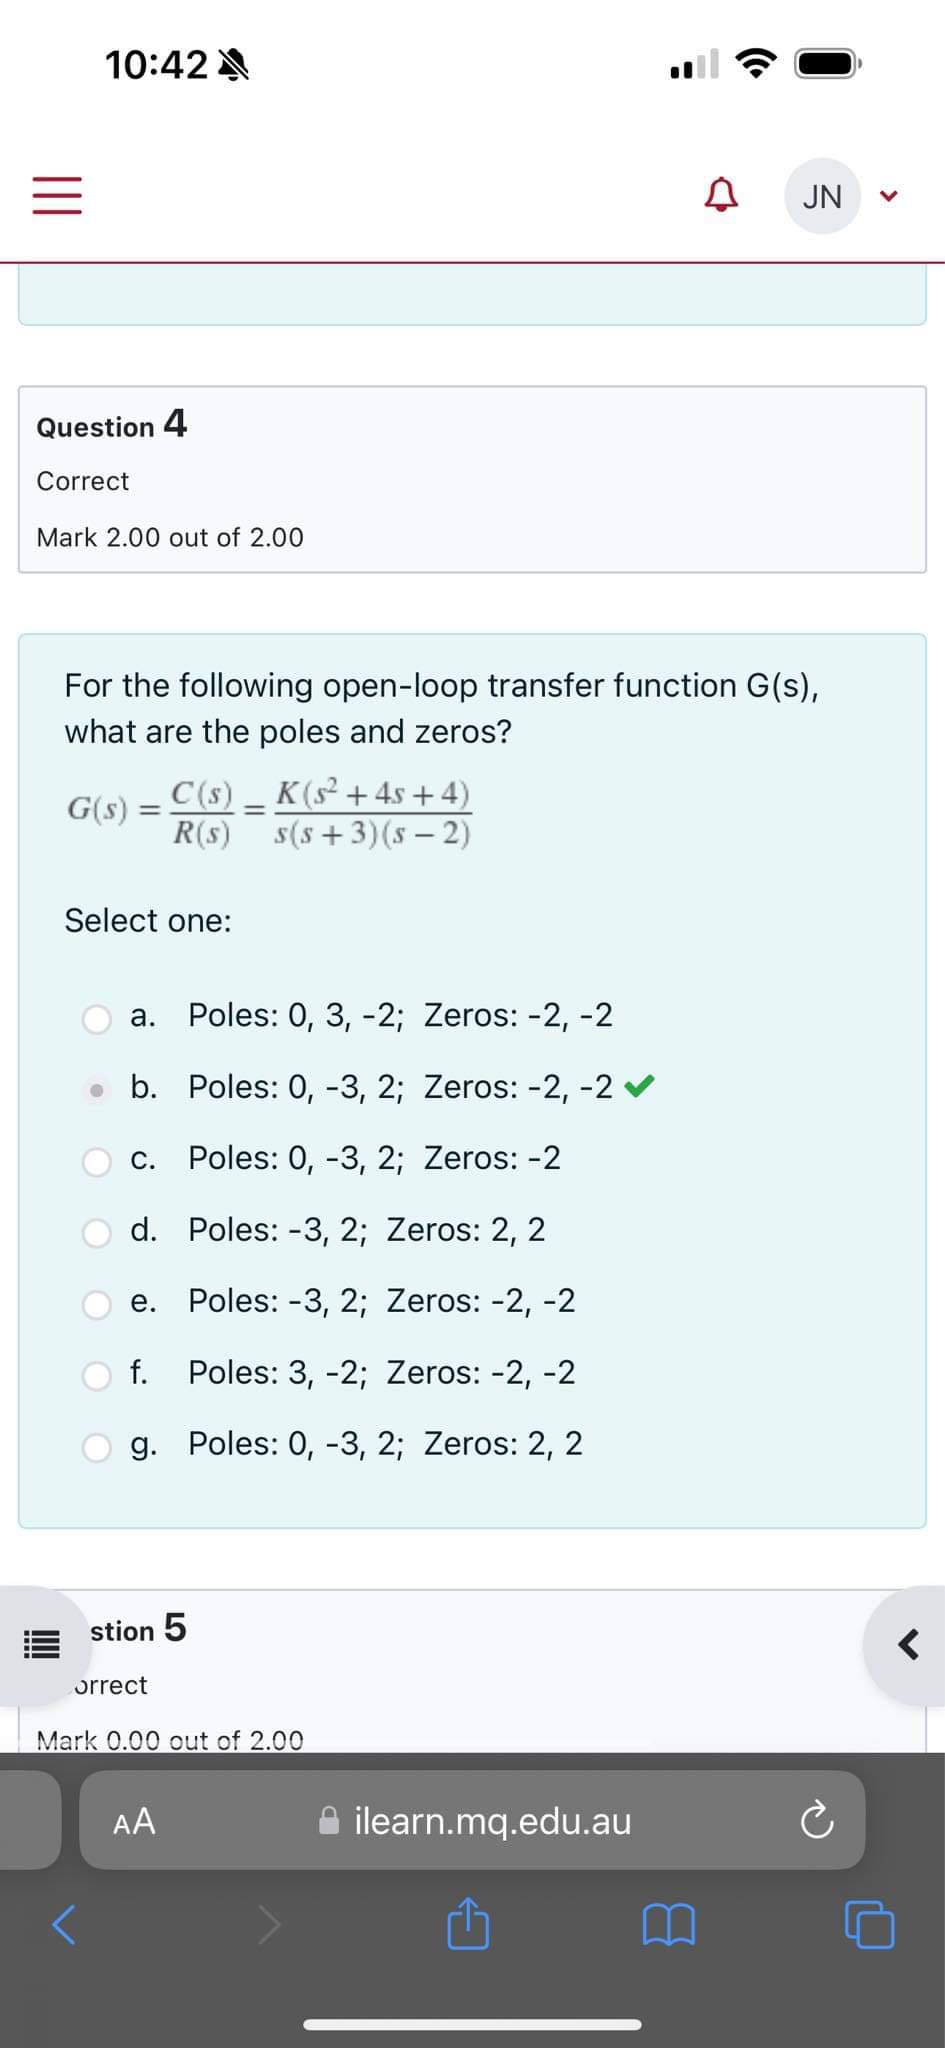 10:42
JN
Question 4
Correct
Mark 2.00 out of 2.00
For the following open-loop transfer function G(s),
what are the poles and zeros?
G(s) = C(s)/R(s) = K(s² + 4s + 4)/s(s + 3)(s − 2)
Select one:
a. Poles: 0, 3, -2; Zeros: -2, -2
b. Poles: 0, -3, 2; Zeros: -2, -2 ✔
c. Poles: 0, -3, 2; Zeros: -2
d. Poles: -3, 2; Zeros: 2, 2
e. Poles: -3, 2; Zeros: -2, -2
f. Poles: 3, -2; Zeros: -2, -2
g. Poles: 0, -3, 2; Zeros: 2, 2
stion 5
orrect
Mark 0.00 out of 2.00
AA ilearn.mq.edu.au